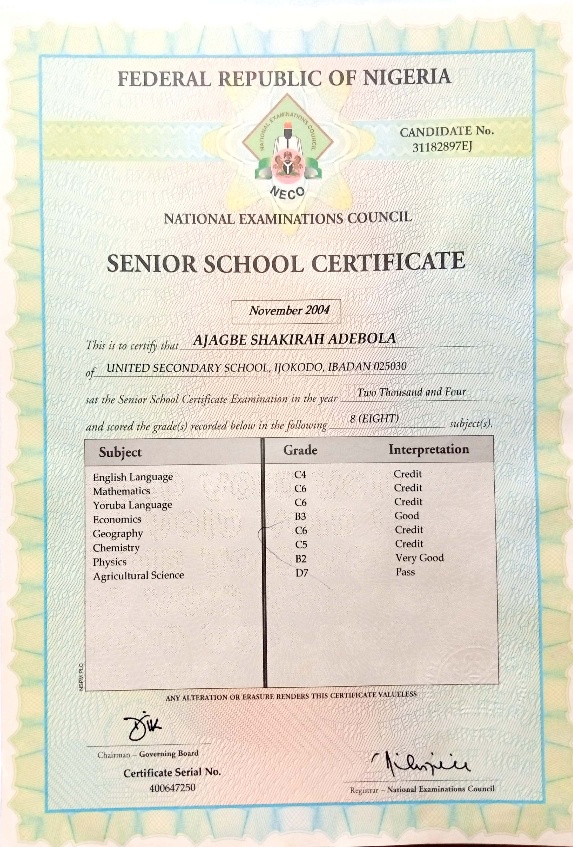 FEDERAL REPUBLIC OF NIGERIA
CANDIDATE No.
31182897EJ
NATIONAL EXAMINATIONS COUNCIL
NECO
NATIONAL EXAMINATIONS COUNCIL
SENIOR SCHOOL CERTIFICATE
November 2004
This is to certify that AJAGBE SHAKIRAH ADEBOLA
of UNITED SECONDARY SCHOOL, IJOKODO, IBADAN 025030
sat the Senior School Certificate Examination in the year Two Thousand and Four
and scored the grade(s) recorded below in the following 8 (EIGHT) subject(s).
Subject Grade Interpretation
English Language C4 Credit
Mathematics C6 Credit
Yoruba Language C6 Credit
Economics B3 Good
Geography C6 Credit
Chemistry C5 Credit
Physics B2 Very Good
Agricultural Science D7 Pass
NSPM PLC
ANY ALTERATION OR ERASURE RENDERS THIS CERTIFICATE VALUELESS
Chairman – Governing Board
Certificate Serial No.
400647250
Registrar – National Examinations Council